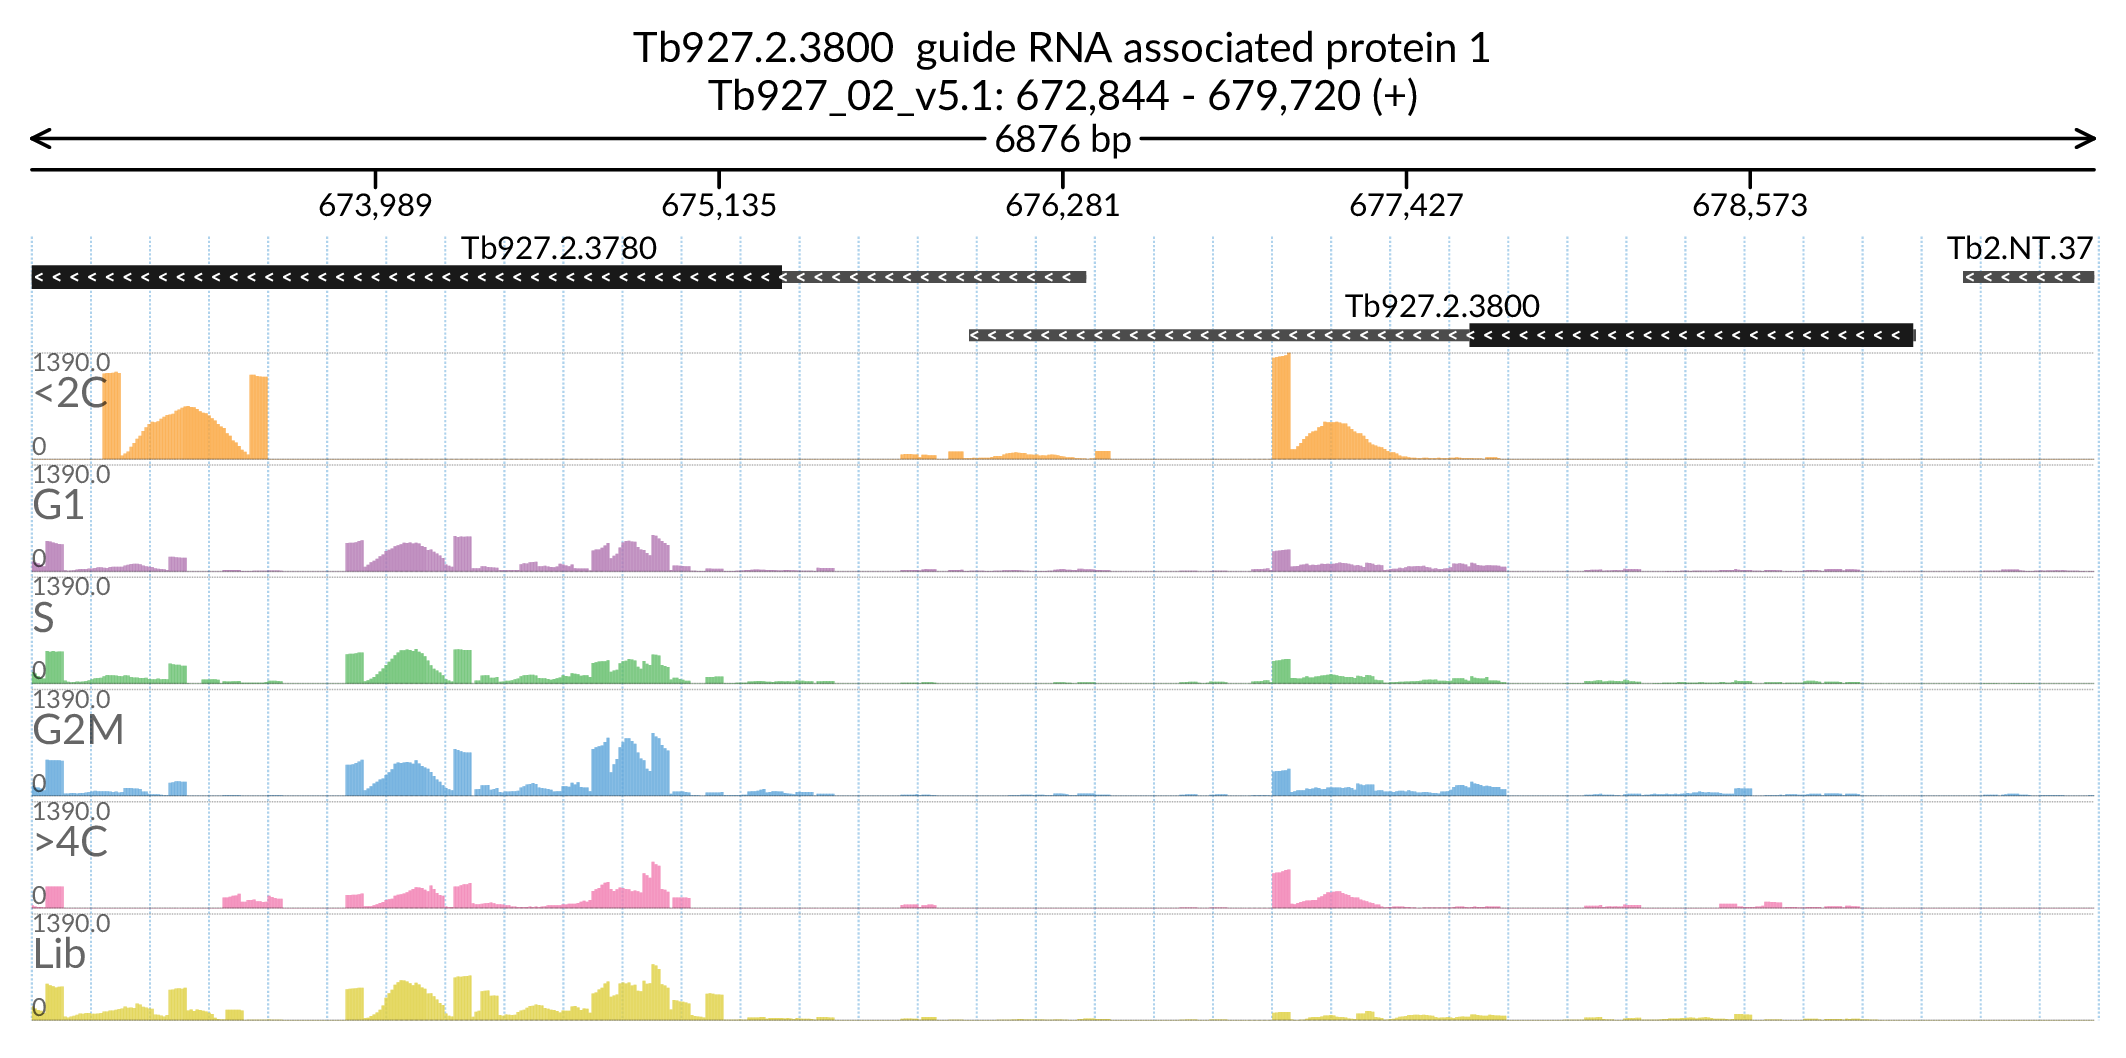 Tb927.2.3800  guide RNA associated protein 1
Tb927_02_v5.1: 672,844 - 679,720 (+)
6876 bp
673,989 675,135 676,281 677,427 678,573
Tb927.2.3780 Tb2.NT.37
Tb927.2.3800
1390.0
<2C
0
1390.0
G1
0
1390.0
S
0
1390.0
G2M
0
1390.0
>4C
0
1390.0
Lib
0